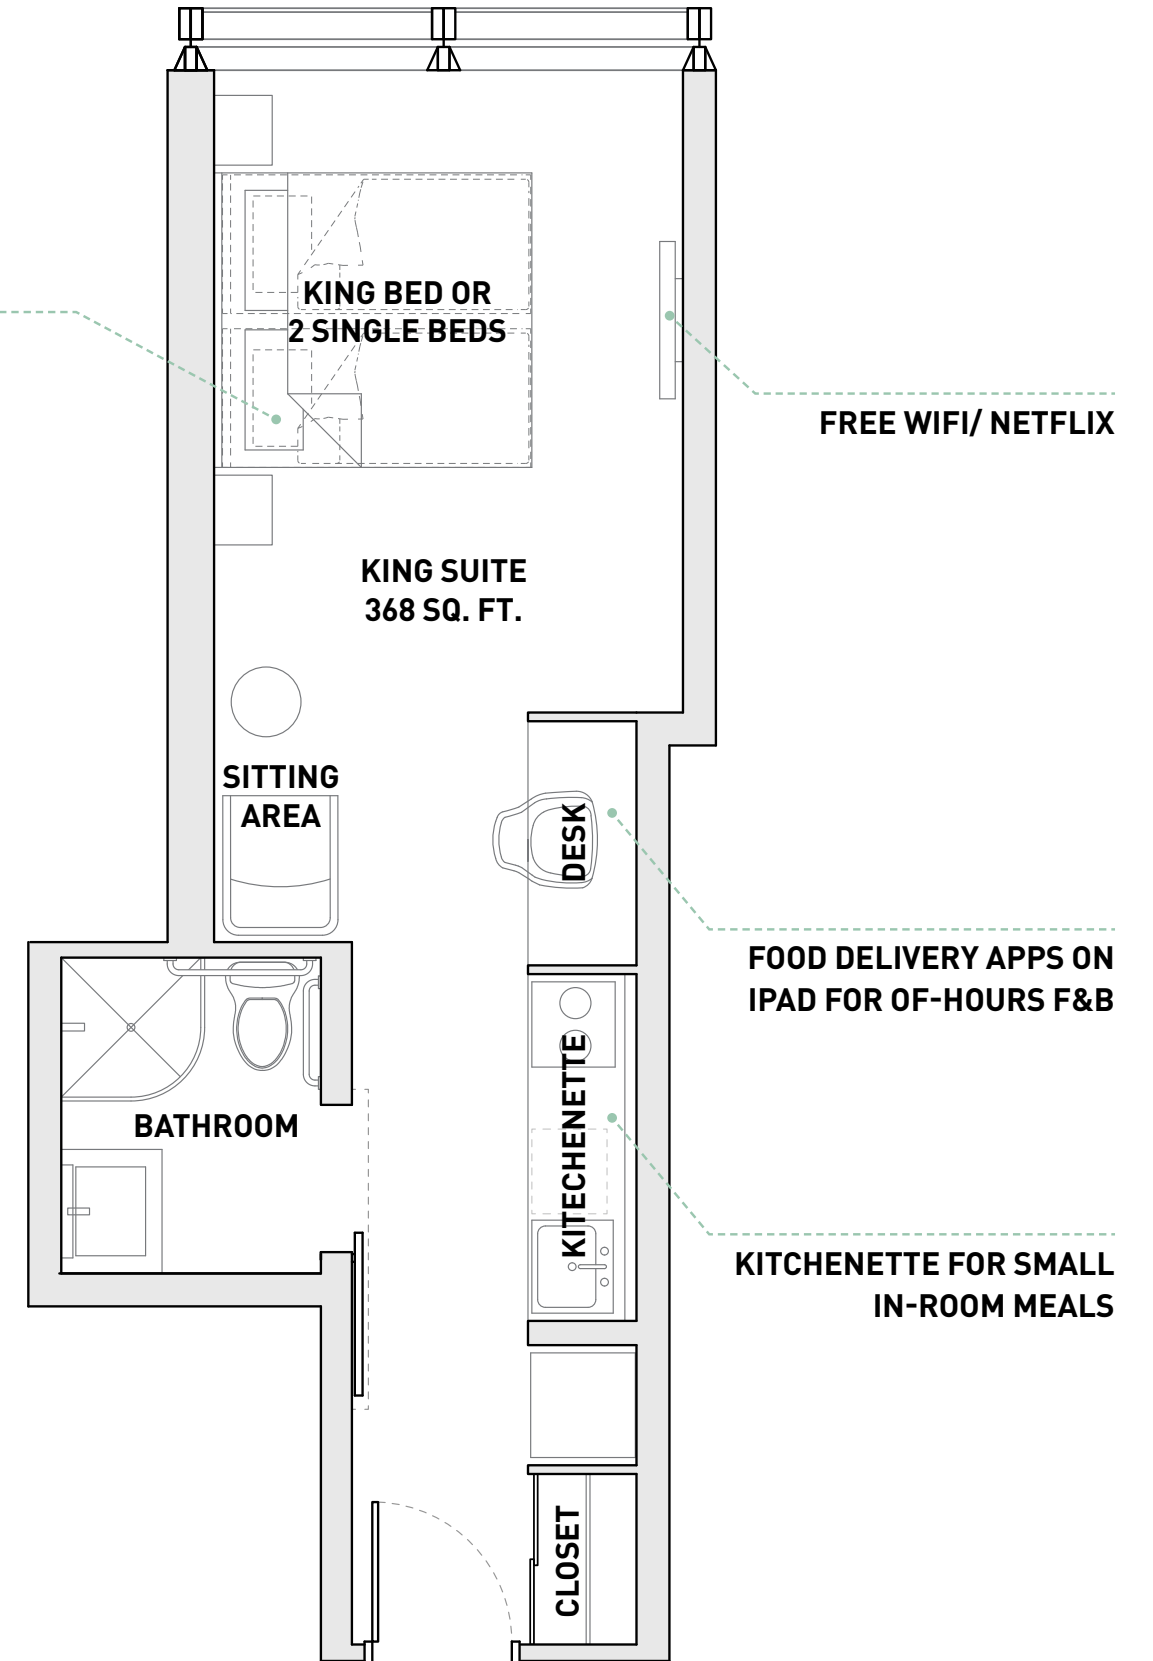 KING BED OR
2 SINGLE BEDS
FREE WIFI/ NETFLIX
KING SUITE
368 SQ. FT.
SITTING
AREA
DESK
FOOD DELIVERY APPS ON
IPAD FOR OF-HOURS F&B
KITECHENETTE
BATHROOM
KITCHENETTE FOR SMALL
IN-ROOM MEALS
CLOSET